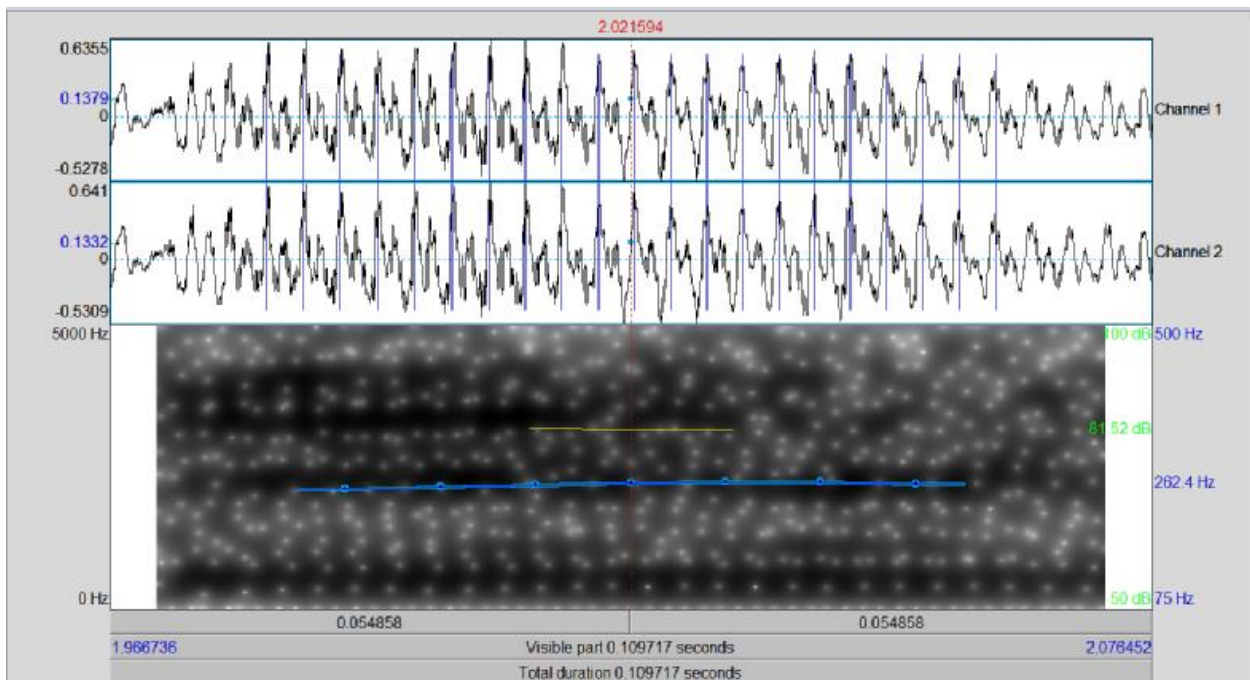 2.021594
0.6355
0.1379
0
-0.5278
Channel 1
0.641
0.1332
0
-0.5309
Channel 2
5000 Hz
100 dB 500 Hz
81.52 dB
262.4 Hz
0 Hz
50 dB 75 Hz
0.054858 0.054858
1.966736 Visible part 0.109717 seconds 2.076452
Total duration 0.109717 seconds